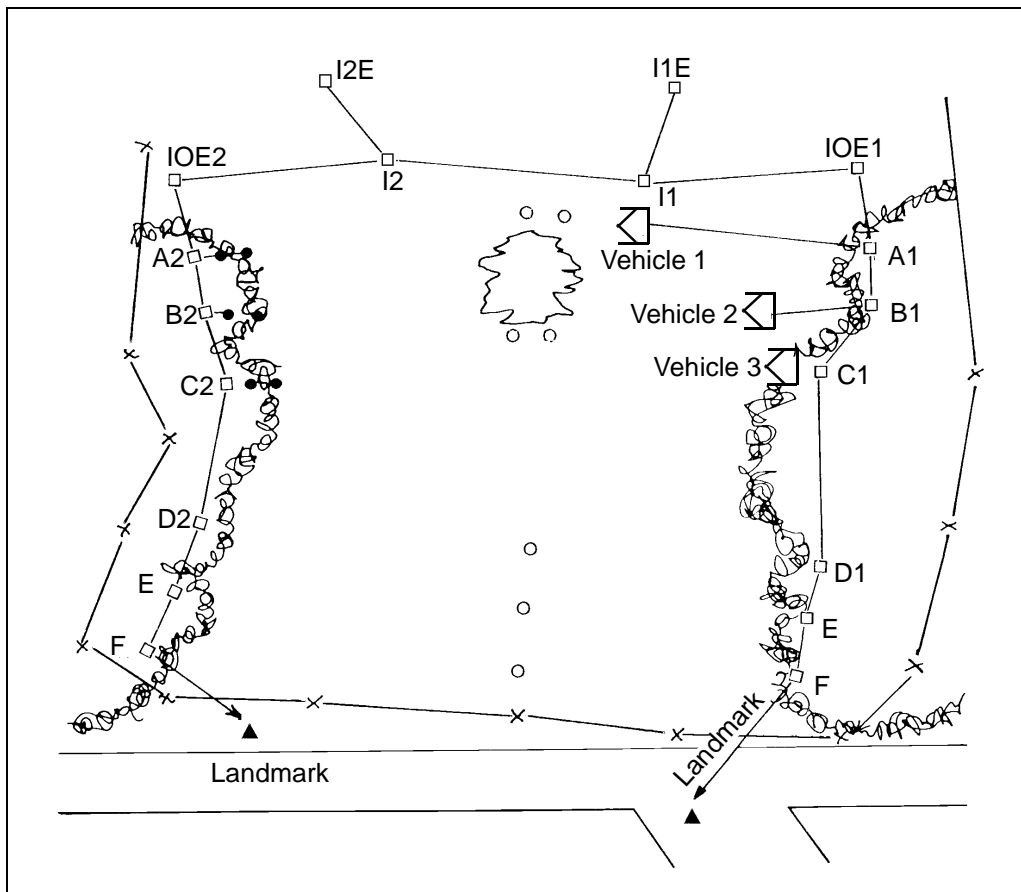 I2E
I1E
IOE2
IOE1
I2
I1
A2
A1
Vehicle 1
B2
Vehicle 2
B1
Vehicle 3
C2
C1
D2
D1
E
E
F
F
Landmark
Landmark